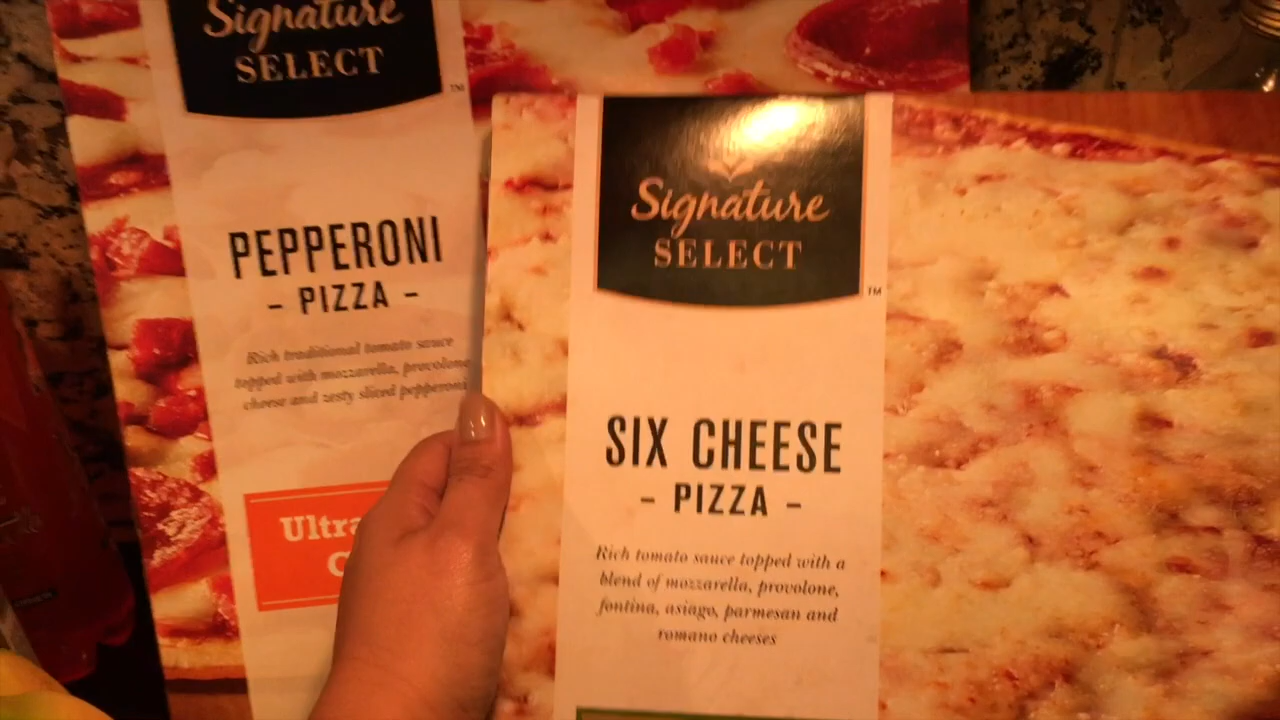 Signature
SELECT
TM
PEPPERONI
- PIZZA -
Rich traditional tomato sauce
topped with mozzarella, provolone
cheese and zesty sliced pepperoni
Ultra
C
Signature
SELECT
TM
SIX CHEESE
- PIZZA -
Rich tomato sauce topped with a
blend of mozzarella, provolone,
fontina, asiago, parmesan and
romano cheeses